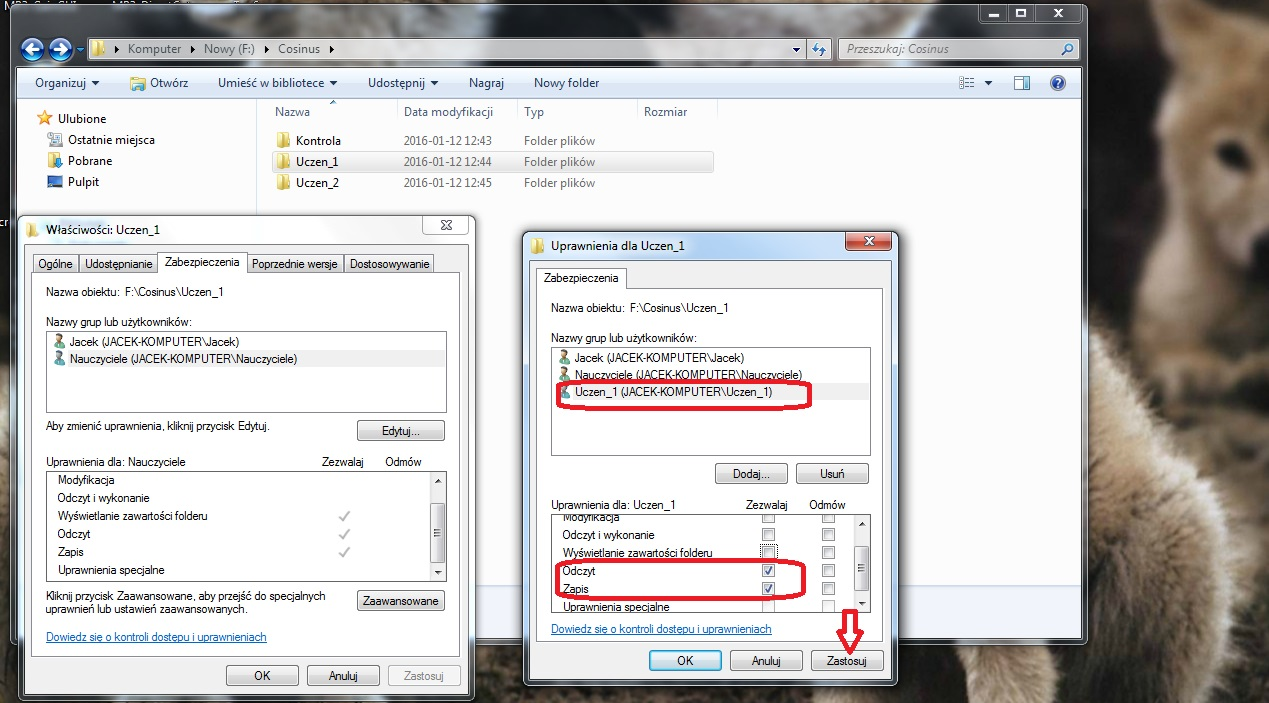 Komputer Nowy (F:) Cosinus
Przeszukaj: Cosinus
Organizuj Otwórz Umieść w bibliotece Udostępnij Nagraj Nowy folder
Nazwa Data modyfikacji Typ Rozmiar
Ulubione
Ostatnie miejsca
Pobrane
Pulpit
Kontrola 2016-01-12 12:43 Folder plików
Uczen_1 2016-01-12 12:44 Folder plików
Uczen_2 2016-01-12 12:45 Folder plików
Właściwości: Uczen_1
Ogólne Udostępnianie Zabezpieczenia Poprzednie wersje Dostosowywanie
Nazwa obiektu: F:\Cosinus\Uczen_1
Nazwy grup lub użytkowników:
Jacek (JACEK-KOMPUTER\Jacek)
Nauczyciele (JACEK-KOMPUTER\Nauczyciele)
Aby zmienić uprawnienia, kliknij przycisk Edytuj.
Edytuj...
Uprawnienia dla: Nauczyciele Zezwalaj Odmów
Modyfikacja
Odczyt i wykonanie
Wyświetlanie zawartości folderu
Odczyt
Zapis
Uprawnienia specjalne
Kliknij przycisk Zaawansowane, aby przejść do specjalnych
uprawnień lub ustawień zaawansowanych.
Zaawansowane
Dowiedz się o kontroli dostępu i uprawnieniach
OK Anuluj Zastosuj
Uprawnienia dla Uczen_1
Zabezpieczenia
Nazwa obiektu: F:\Cosinus\Uczen_1
Nazwy grup lub użytkowników:
Jacek (JACEK-KOMPUTER\Jacek)
Nauczyciele (JACEK-KOMPUTER\Nauczyciele)
Uczen_1 (JACEK-KOMPUTER\Uczen_1)
Dodaj... Usuń
Uprawnienia dla: Uczen_1 Zezwalaj Odmów
Modyfikacja
Odczyt i wykonanie
Wyświetlanie zawartości folderu
Odczyt
Zapis
Uprawnienia specjalne
Dowiedz się o kontroli dostępu i uprawnieniach
OK Anuluj Zastosuj